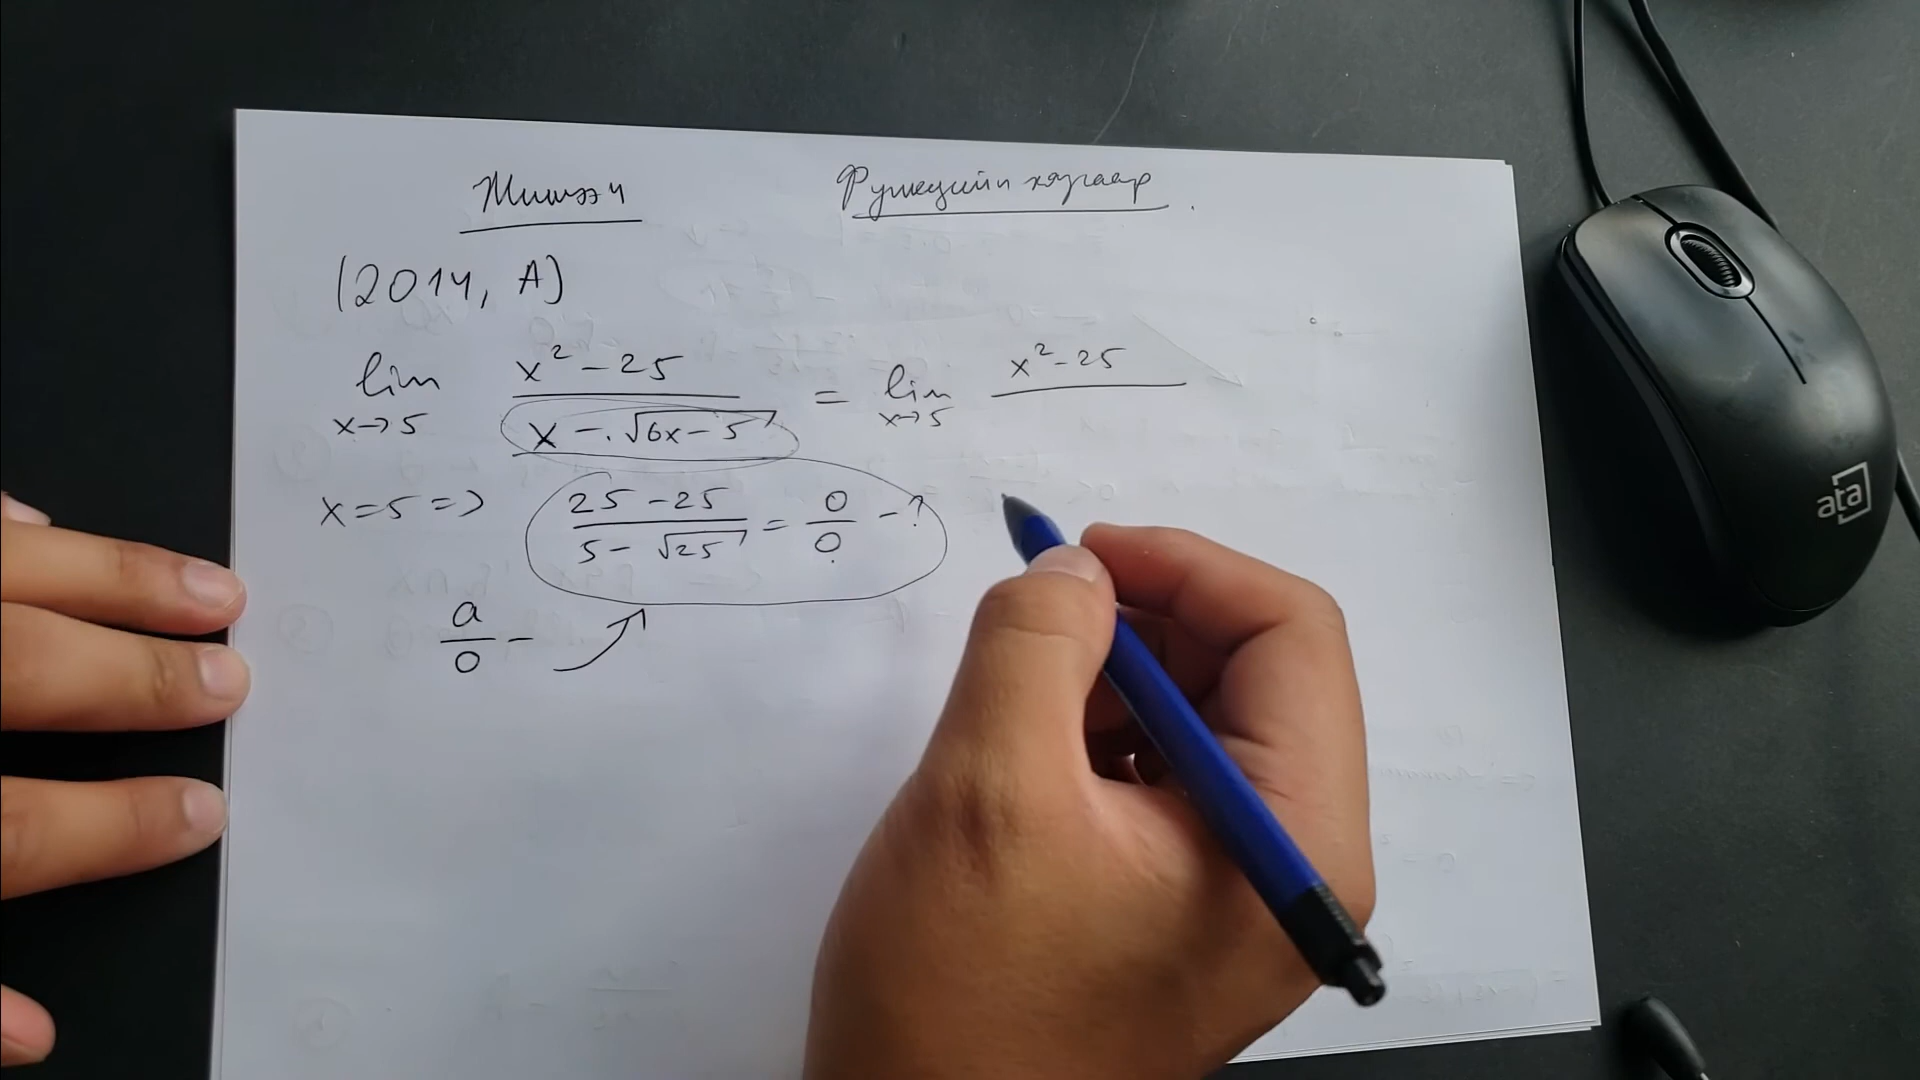 Жишээ 4
Функцийн хязгаар.
(2014, A)
lim x→5 x² - 25 / x - √6x - 5 = lim x→5 x² - 25
x = 5 => 25 - 25 / 5 - √25 = 0 / 0 - ?
a / 0 -
ata